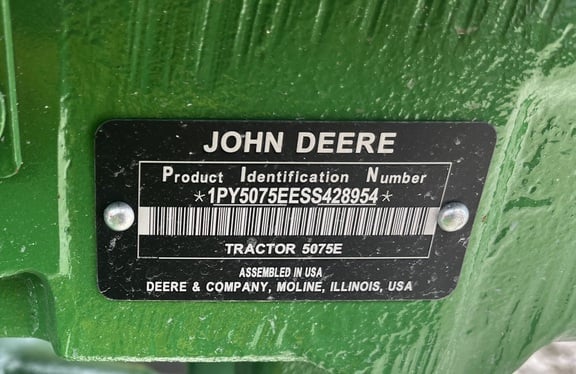 JOHN DEERE
Product Identification Number
*1PY5075EESS428954*
TRACTOR 5075E
ASSEMBLED IN USA
DEERE & COMPANY, MOLINE, ILLINOIS, USA